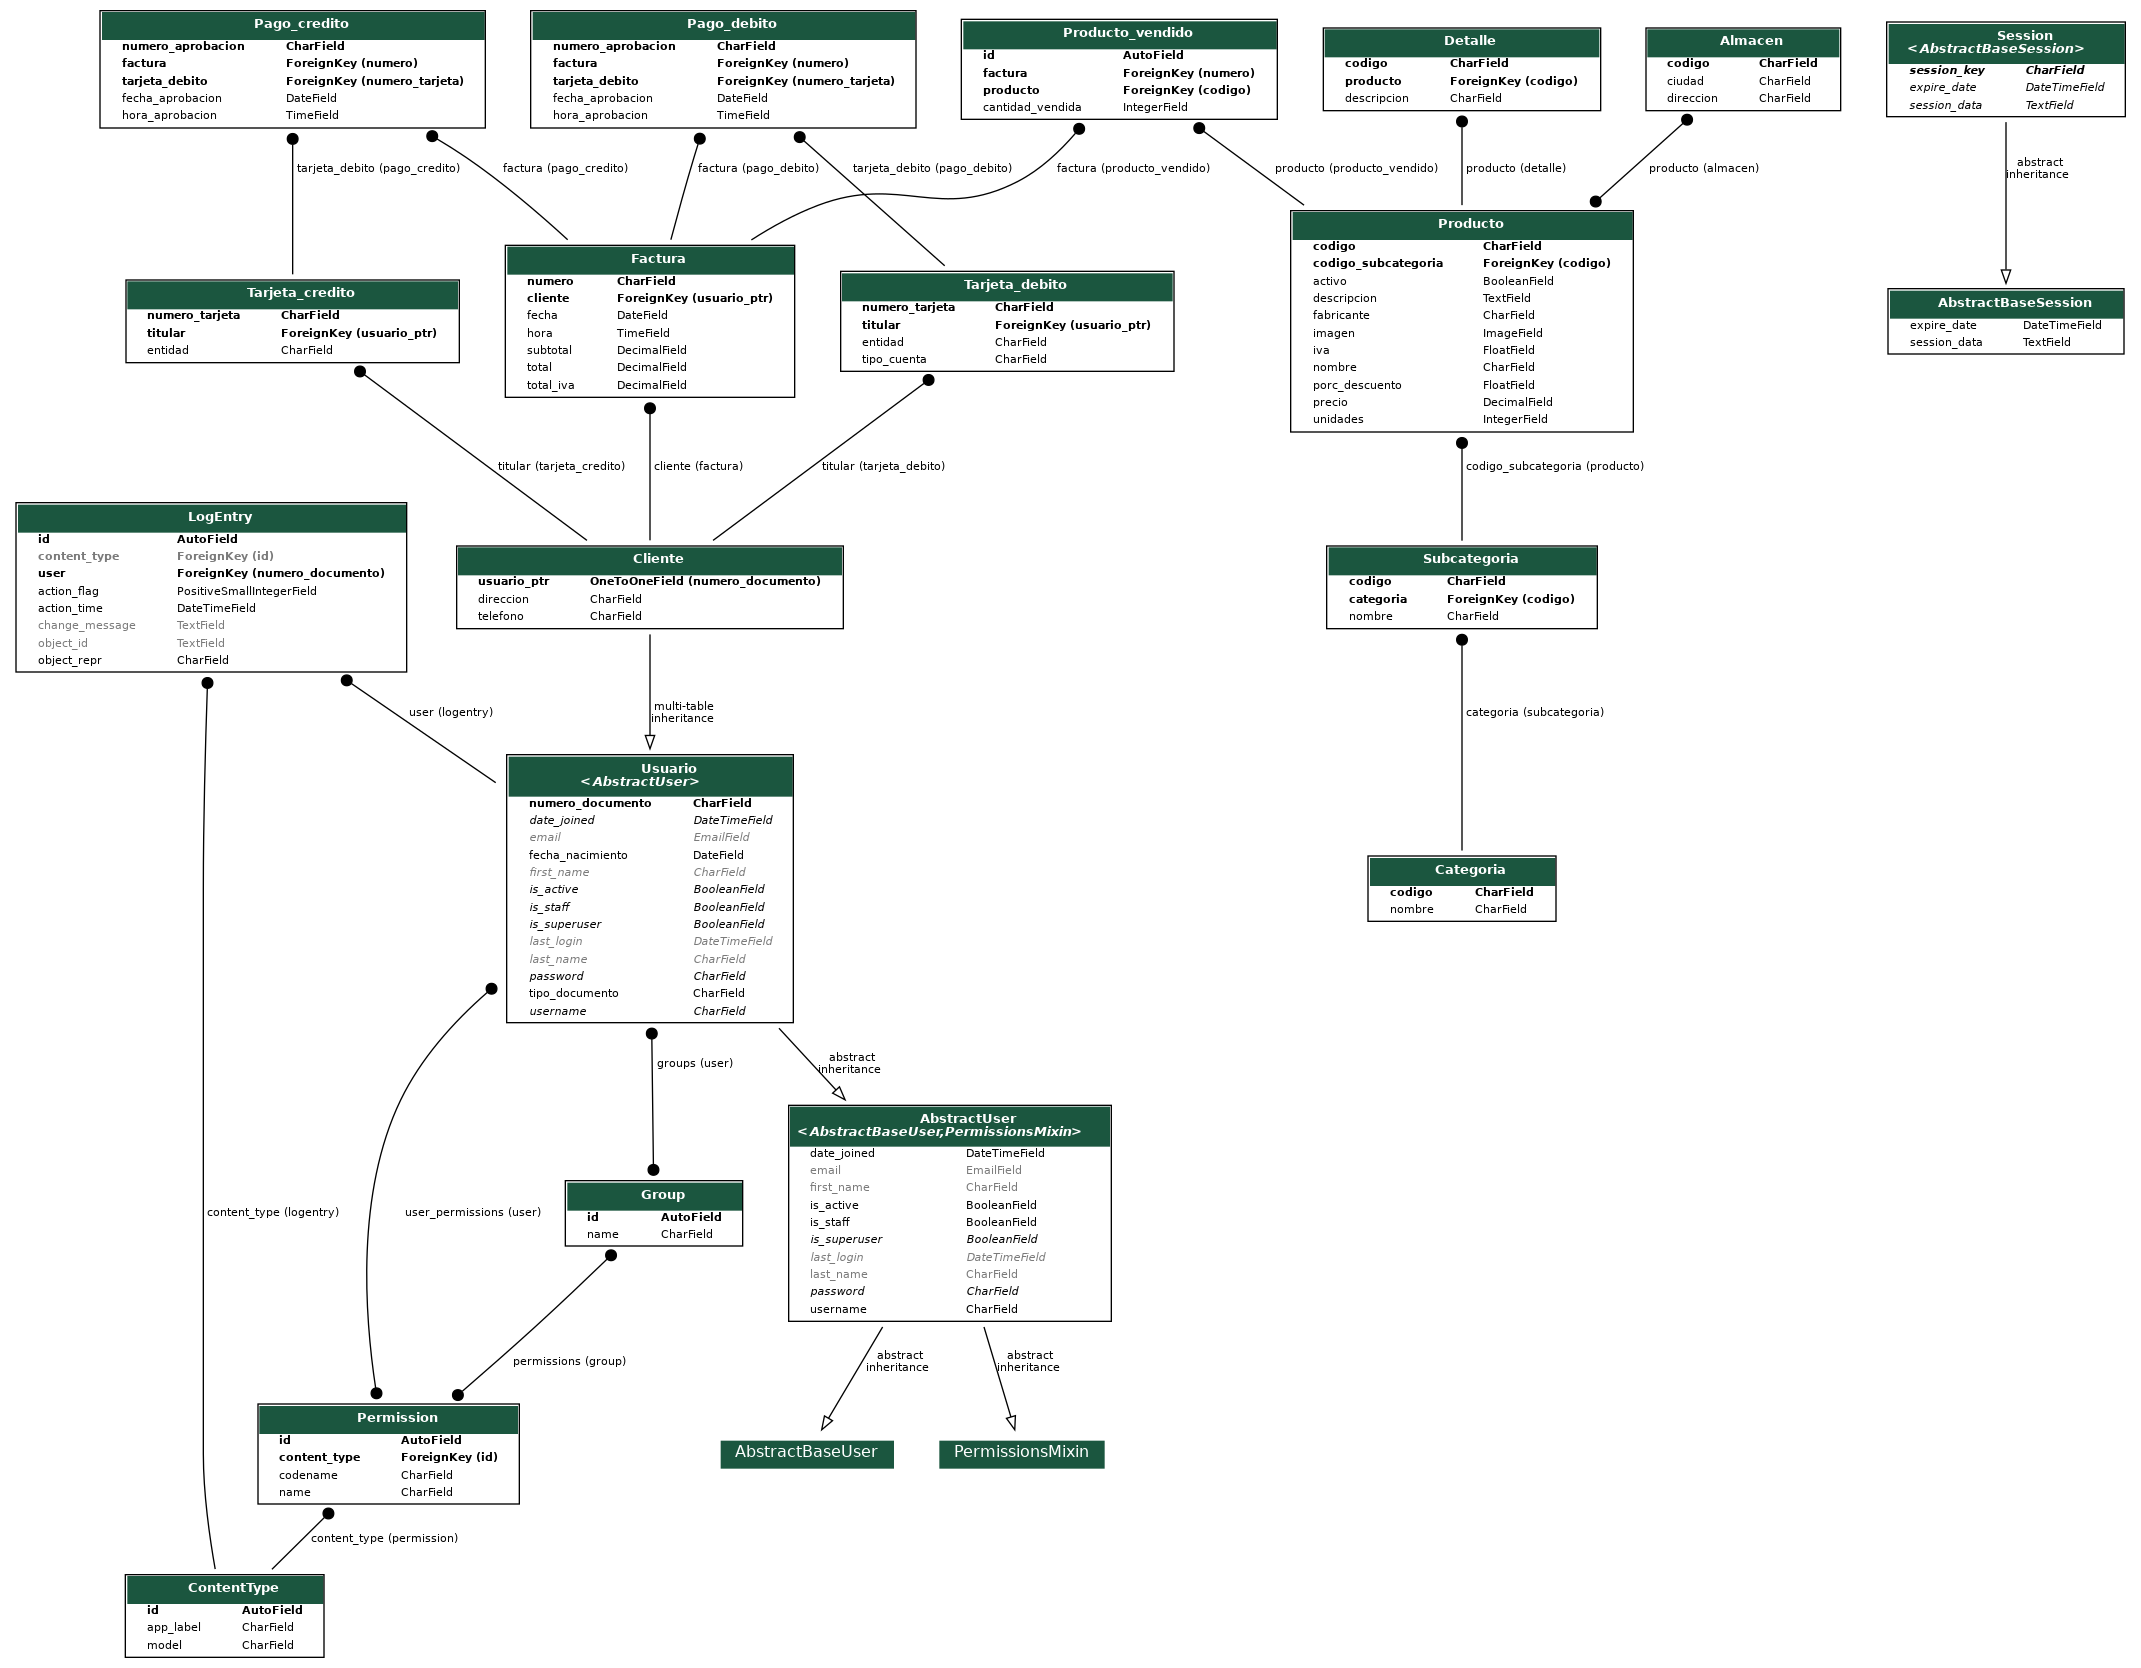 Pago_credito
numero_aprobacion CharField
factura ForeignKey (numero)
tarjeta_debito ForeignKey (numero_tarjeta)
fecha_aprobacion DateField
hora_aprobacion TimeField
Pago_debito
numero_aprobacion CharField
factura ForeignKey (numero)
tarjeta_debito ForeignKey (numero_tarjeta)
fecha_aprobacion DateField
hora_aprobacion TimeField
Producto_vendido
id AutoField
factura ForeignKey (numero)
producto ForeignKey (codigo)
cantidad_vendida IntegerField
Detalle
codigo CharField
producto ForeignKey (codigo)
descripcion CharField
Almacen
codigo CharField
ciudad CharField
direccion CharField
Session
<AbstractBaseSession>
session_key CharField
expire_date DateTimeField
session_data TextField
tarjeta_debito (pago_credito)
factura (pago_credito)
factura (pago_debito)
tarjeta_debito (pago_debito)
factura (producto_vendido)
producto (producto_vendido)
producto (detalle)
producto (almacen)
abstract
inheritance
Tarjeta_credito
numero_tarjeta CharField
titular ForeignKey (usuario_ptr)
entidad CharField
Factura
numero CharField
cliente ForeignKey (usuario_ptr)
fecha DateField
hora TimeField
subtotal DecimalField
total DecimalField
total_iva DecimalField
Tarjeta_debito
numero_tarjeta CharField
titular ForeignKey (usuario_ptr)
entidad CharField
tipo_cuenta CharField
Producto
codigo CharField
codigo_subcategoria ForeignKey (codigo)
activo BooleanField
descripcion TextField
fabricante CharField
imagen ImageField
iva FloatField
nombre CharField
porc_descuento FloatField
precio DecimalField
unidades IntegerField
AbstractBaseSession
expire_date DateTimeField
session_data TextField
titular (tarjeta_credito)
cliente (factura)
titular (tarjeta_debito)
codigo_subcategoria (producto)
LogEntry
id AutoField
content_type ForeignKey (id)
user ForeignKey (numero_documento)
action_flag PositiveSmallIntegerField
action_time DateTimeField
change_message TextField
object_id TextField
object_repr CharField
Cliente
usuario_ptr OneToOneField (numero_documento)
direccion CharField
telefono CharField
Subcategoria
codigo CharField
categoria ForeignKey (codigo)
nombre CharField
user (logentry)
multi-table
inheritance
categoria (subcategoria)
Usuario
<AbstractUser>
numero_documento CharField
date_joined DateTimeField
email EmailField
fecha_nacimiento DateField
first_name CharField
is_active BooleanField
is_staff BooleanField
is_superuser BooleanField
last_login DateTimeField
last_name CharField
password CharField
tipo_documento CharField
username CharField
Categoria
codigo CharField
nombre CharField
groups (user)
abstract
inheritance
AbstractUser
<AbstractBaseUser,PermissionsMixin>
date_joined DateTimeField
email EmailField
first_name CharField
is_active BooleanField
is_staff BooleanField
is_superuser BooleanField
last_login DateTimeField
last_name CharField
password CharField
username CharField
Group
id AutoField
name CharField
content_type (logentry)
user_permissions (user)
permissions (group)
abstract
inheritance
abstract
inheritance
Permission
id AutoField
content_type ForeignKey (id)
codename CharField
name CharField
AbstractBaseUser
PermissionsMixin
content_type (permission)
ContentType
id AutoField
app_label CharField
model CharField